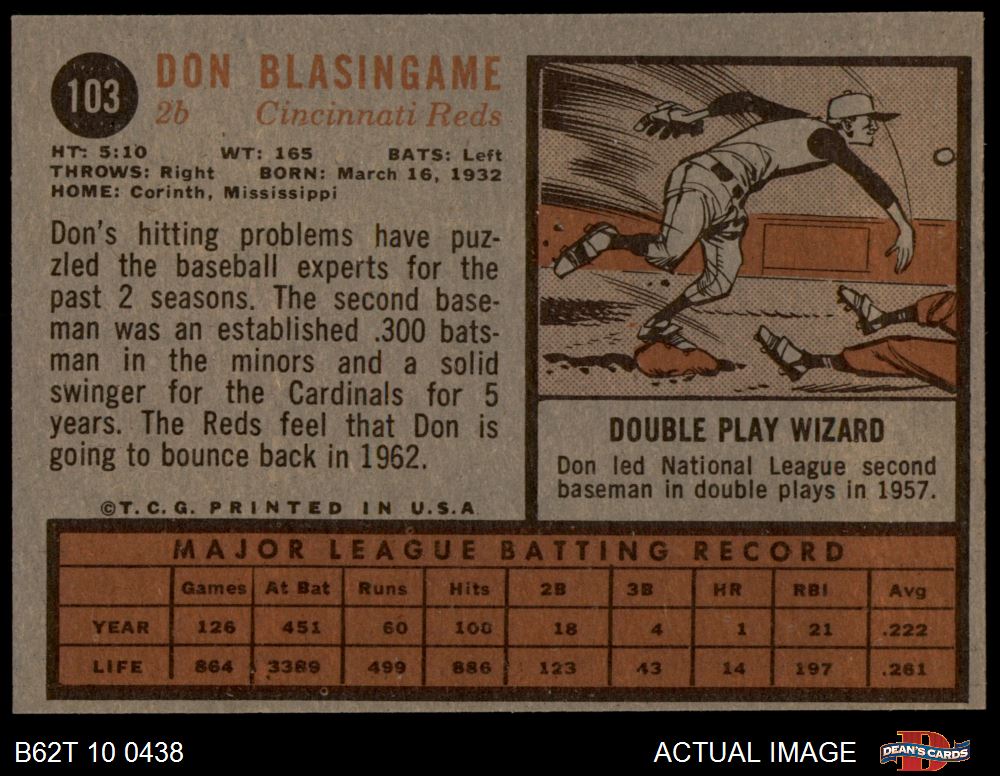 103
DON BLASINGAME
2b Cincinnati Reds
HT: 5:10 WT: 165 BATS: Left
THROWS: Right BORN: March 16, 1932
HOME: Corinth, Mississippi
Don's hitting problems have puz-
zled the baseball experts for the
past 2 seasons. The second base-
man was an established .300 bats-
man in the minors and a solid
swinger for the Cardinals for 5
years. The Reds feel that Don is
going to bounce back in 1962.
©T.C.G. PRINTED IN U.S.A.
DOUBLE PLAY WIZARD
Don led National League second
baseman in double plays in 1957.
MAJOR LEAGUE BATTING RECORD
Games At Bat Runs Hits 2B 3B HR RBI Avg
YEAR 126 451 60 100 18 4 1 21 .222
LIFE 864 3389 499 886 123 43 14 197 .261
B62T 10 0438
ACTUAL IMAGE
D
DEAN'S CARDS